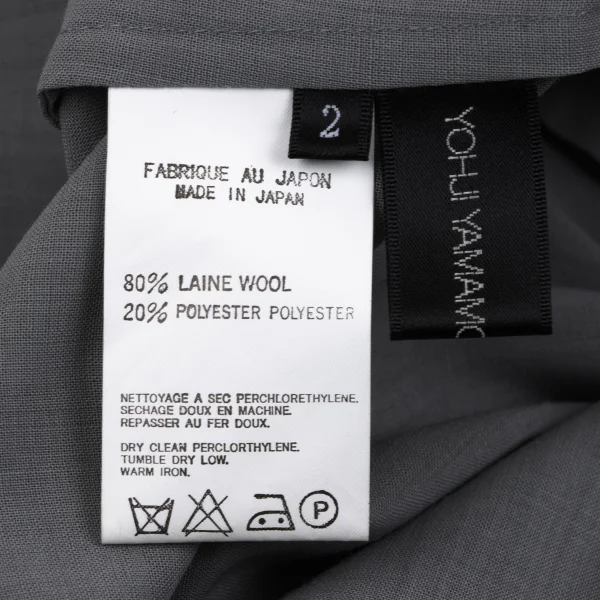 2
YOHJI YAMAMO
FABRIQUE AU JAPON
MADE IN JAPAN
80% LAINE WOOL
20% POLYESTER POLYESTER
NETTOYAGE A SEC PERCHLORETHYLENE.
SECHAGE DOUX EN MACHINE.
REPASSER AU FER DOUX.
DRY CLEAN PERCLORTHYLENE.
TUMBLE DRY LOW.
WARM IRON.
P